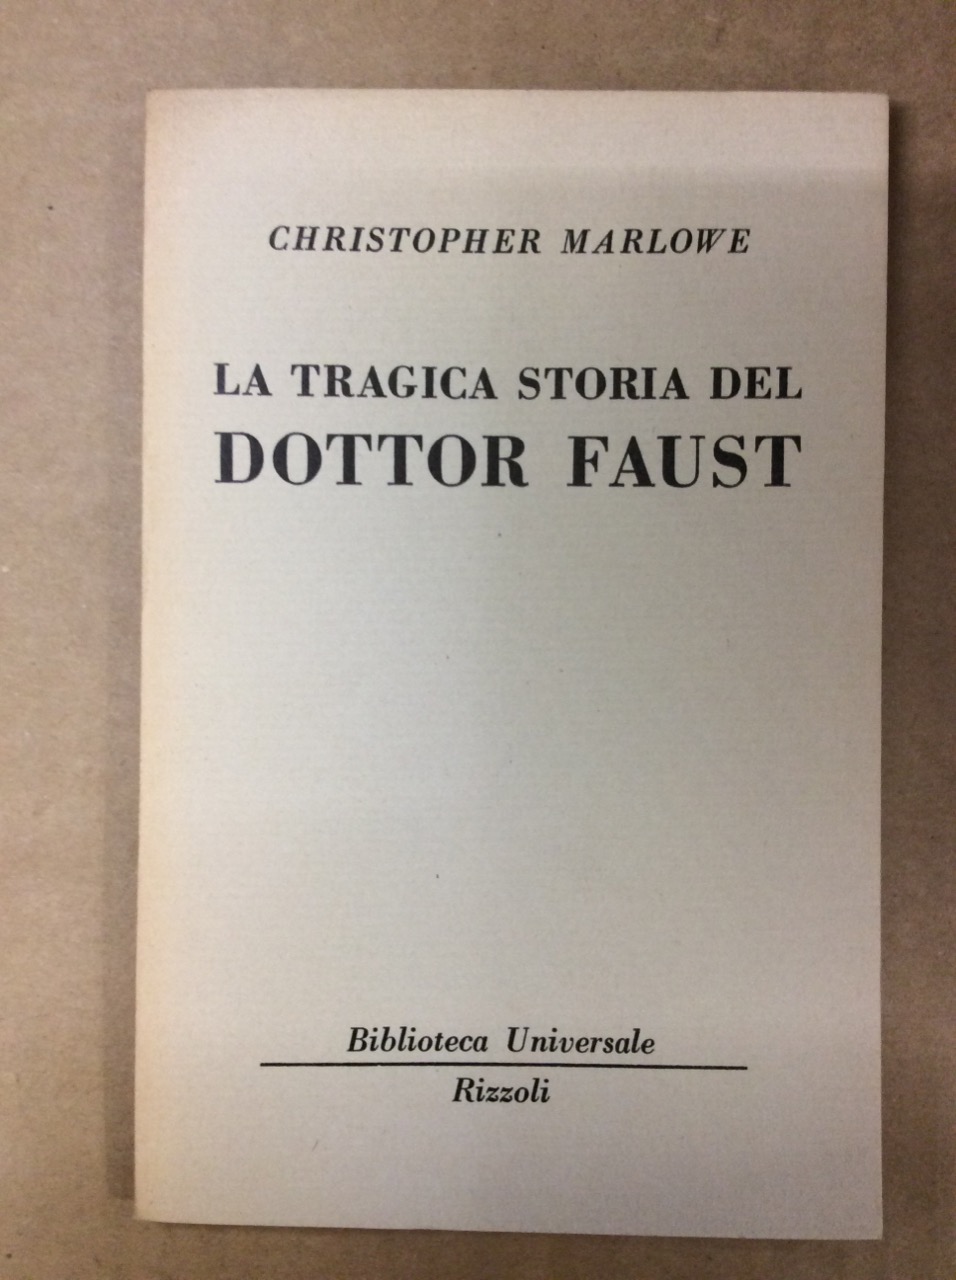 CHRISTOPHER MARLOWE
LA TRAGICA STORIA DEL
DOTTOR FAUST
Biblioteca Universale
Rizzoli